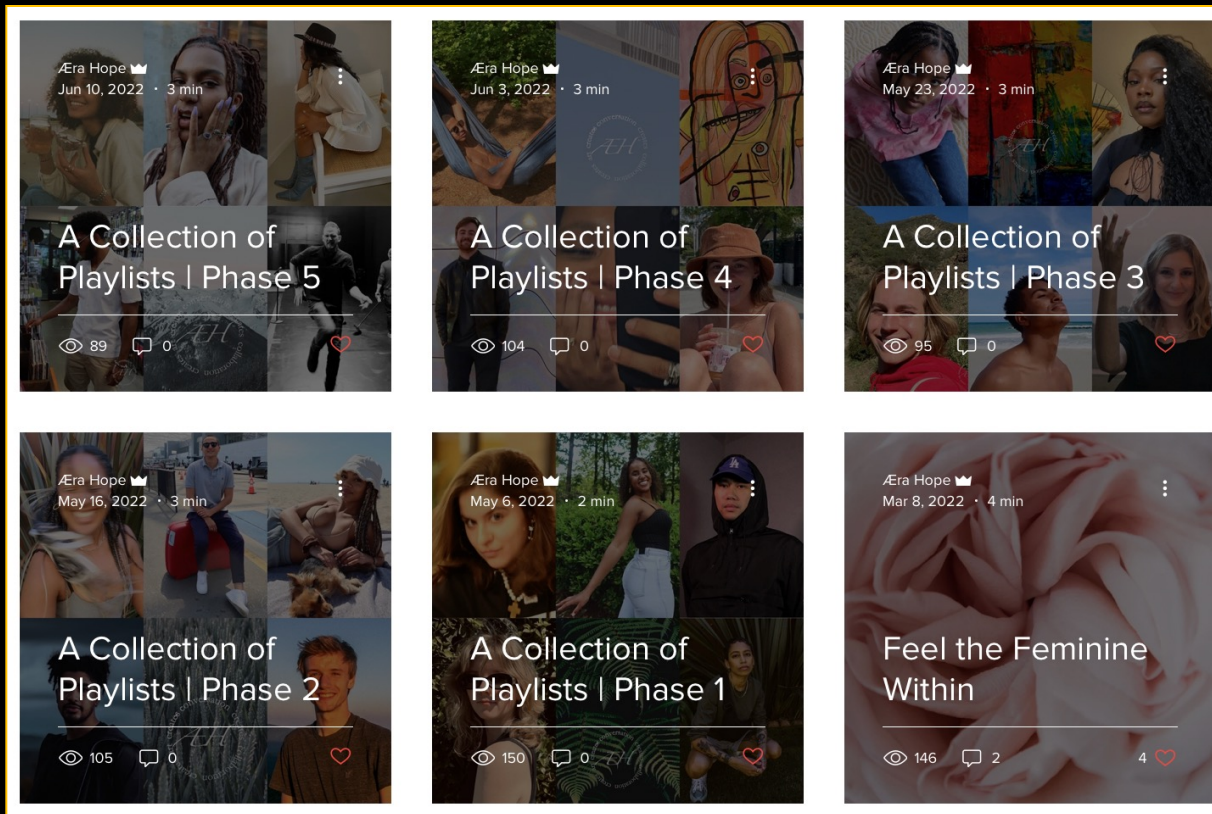 Æra Hope
Jun 10, 2022 · 3 min
A Collection of
Playlists | Phase 5
89 0
Æra Hope
Jun 3, 2022 · 3 min
ÆH
A Collection of
Playlists | Phase 4
104 0
Æra Hope
May 23, 2022 · 3 min
ÆH
A Collection of
Playlists | Phase 3
95 0
Æra Hope
May 16, 2022 · 3 min
A Collection of
Playlists | Phase 2
105 0
Æra Hope
May 6, 2022 · 2 min
A Collection of
Playlists | Phase 1
150 0
Æra Hope
Mar 8, 2022 · 4 min
Feel the Feminine
Within
146 2 4